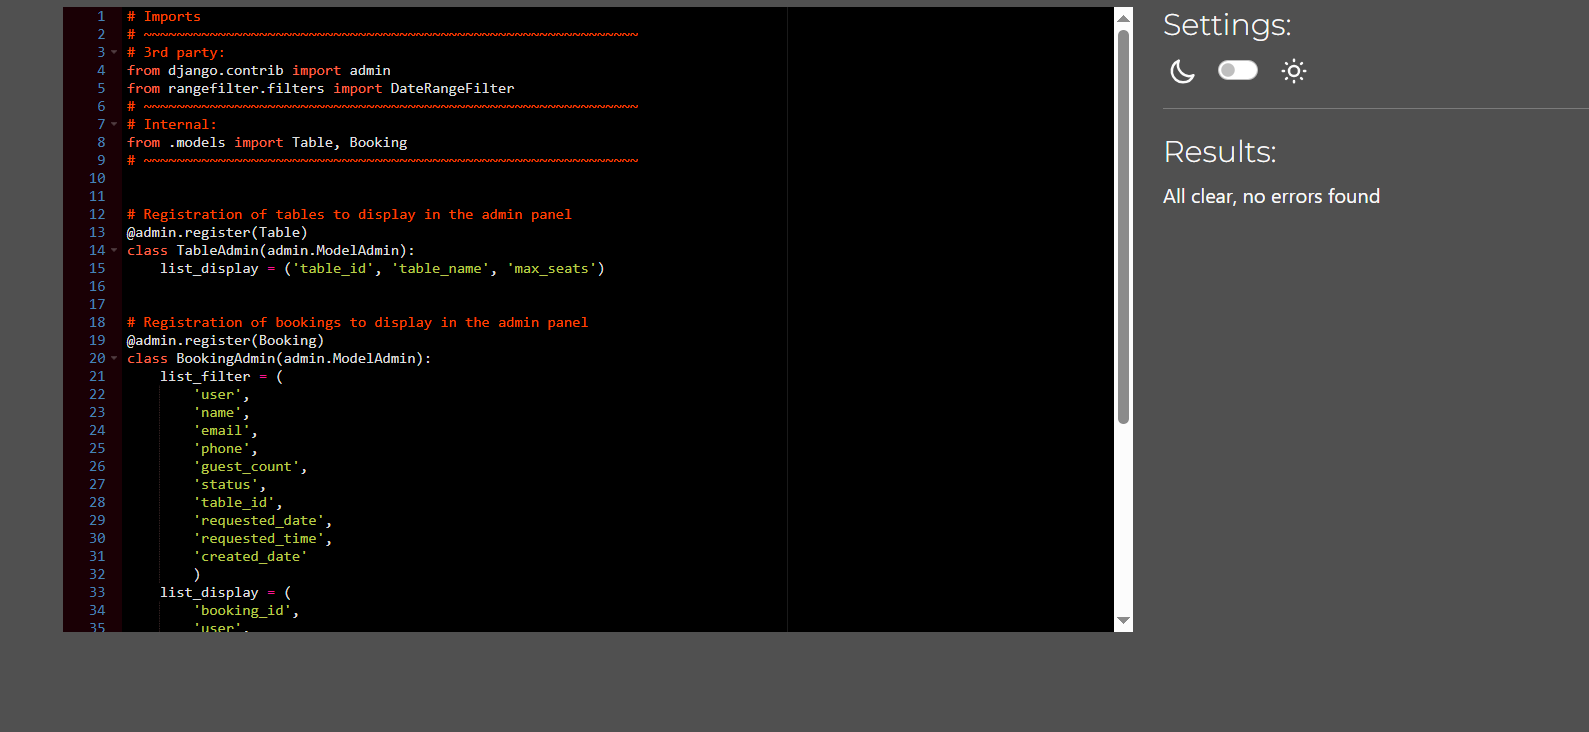 1 # Imports
2 # ~~~~~~~~~~~~~~~~~~~~~~~~~~~~~~~~~~~~~~~~~~~~~~~~~~~~~~~~~~~~
3 # 3rd party:
4 from django.contrib import admin
5 from rangefilter.filters import DateRangeFilter
6 # ~~~~~~~~~~~~~~~~~~~~~~~~~~~~~~~~~~~~~~~~~~~~~~~~~~~~~~~~~~~~
7 # Internal:
8 from .models import Table, Booking
9 # ~~~~~~~~~~~~~~~~~~~~~~~~~~~~~~~~~~~~~~~~~~~~~~~~~~~~~~~~~~~~
10
11
12 # Registration of tables to display in the admin panel
13 @admin.register(Table)
14 class TableAdmin(admin.ModelAdmin):
15     list_display = ('table_id', 'table_name', 'max_seats')
16
17
18 # Registration of bookings to display in the admin panel
19 @admin.register(Booking)
20 class BookingAdmin(admin.ModelAdmin):
21     list_filter = (
22         'user',
23         'name',
24         'email',
25         'phone',
26         'guest_count',
27         'status',
28         'table_id',
29         'requested_date',
30         'requested_time',
31         'created_date'
32         )
33     list_display = (
34         'booking_id',
35         'user',
Settings:
Results:
All clear, no errors found